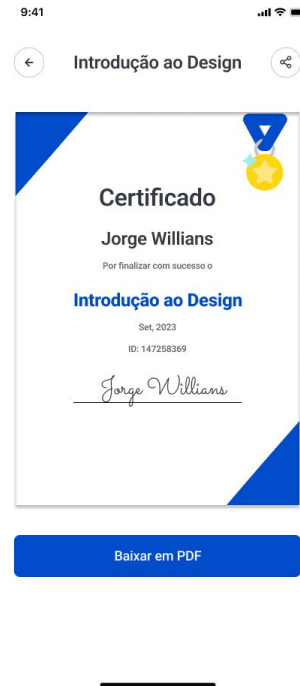 9:41
Introdução ao Design
Certificado
Jorge Willians
Por finalizar com sucesso o
Introdução ao Design
Set, 2023
ID: 147258369
Jorge Willians
Baixar em PDF